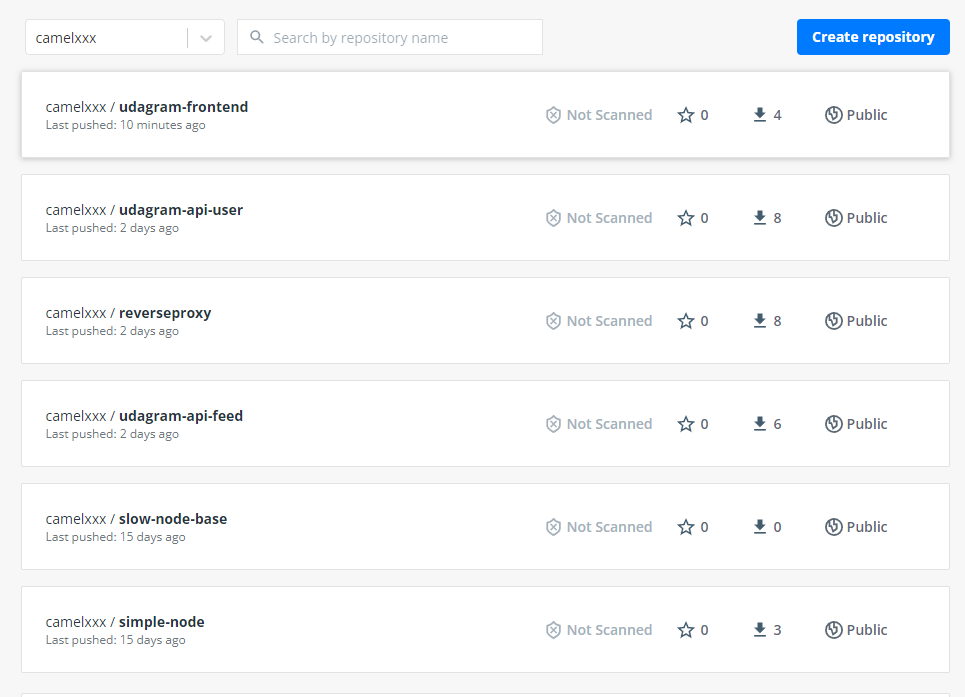 camelxxx
Search by repository name
Create repository
camelxxx / udagram-frontend
Last pushed: 10 minutes ago
Not Scanned
0
4
Public
camelxxx / udagram-api-user
Last pushed: 2 days ago
Not Scanned
0
8
Public
camelxxx / reverseproxy
Last pushed: 2 days ago
Not Scanned
0
8
Public
camelxxx / udagram-api-feed
Last pushed: 2 days ago
Not Scanned
0
6
Public
camelxxx / slow-node-base
Last pushed: 15 days ago
Not Scanned
0
0
Public
camelxxx / simple-node
Last pushed: 15 days ago
Not Scanned
0
3
Public